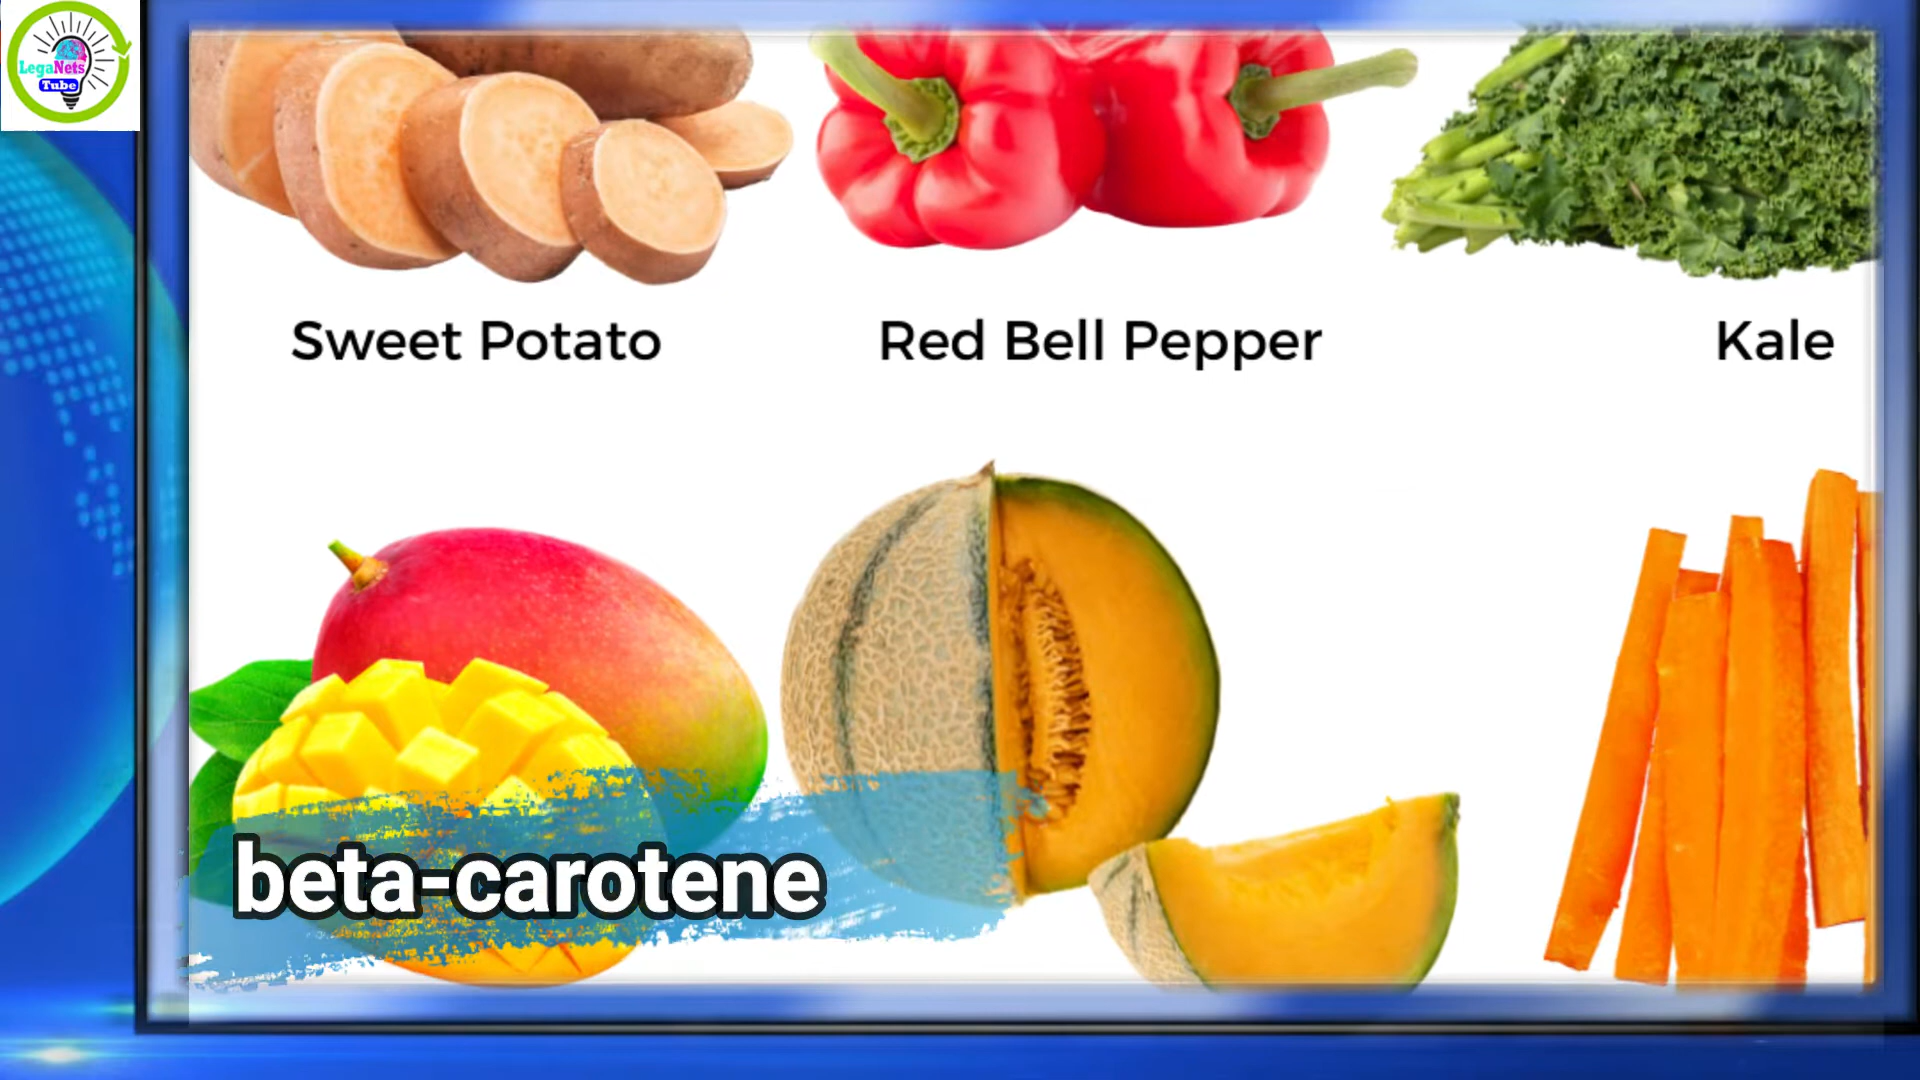 LegaNets
Tube
Sweet Potato
Red Bell Pepper
Kale
beta-carotene